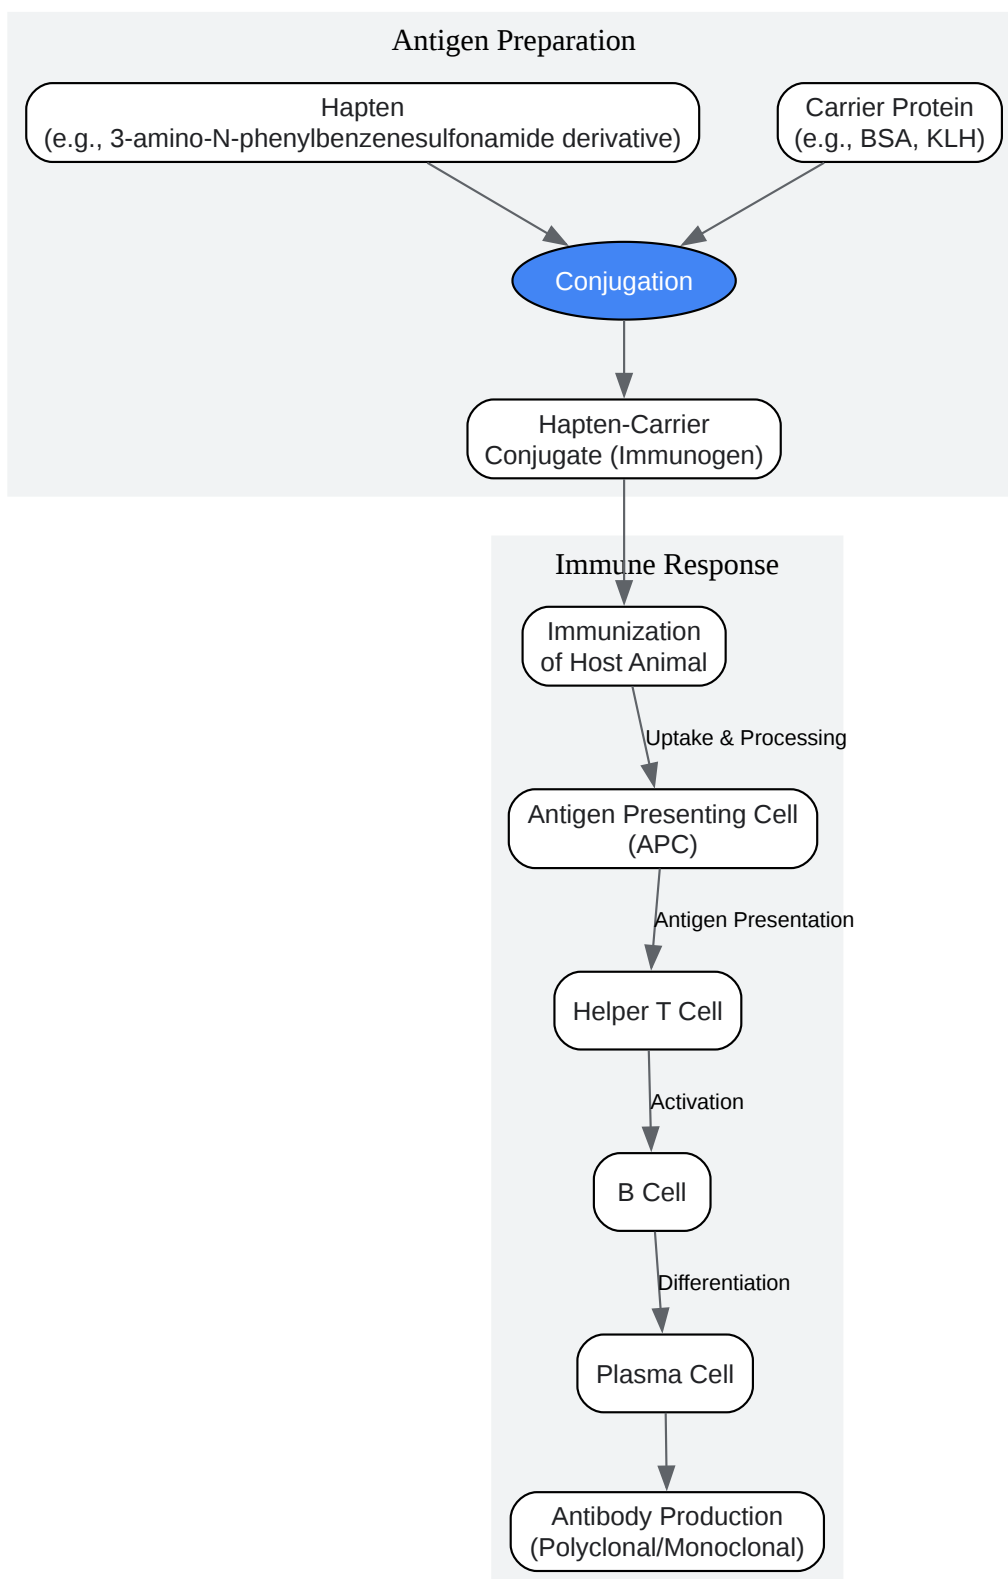 Antigen Preparation
Hapten
(e.g., 3-amino-N-phenylbenzenesulfonamide derivative)
Carrier Protein
(e.g., BSA, KLH)
Conjugation
Hapten-Carrier
Conjugate (Immunogen)
Immune Response
Immunization
of Host Animal
Uptake & Processing
Antigen Presenting Cell
(APC)
Antigen Presentation
Helper T Cell
Activation
B Cell
Differentiation
Plasma Cell
Antibody Production
(Polyclonal/Monoclonal)